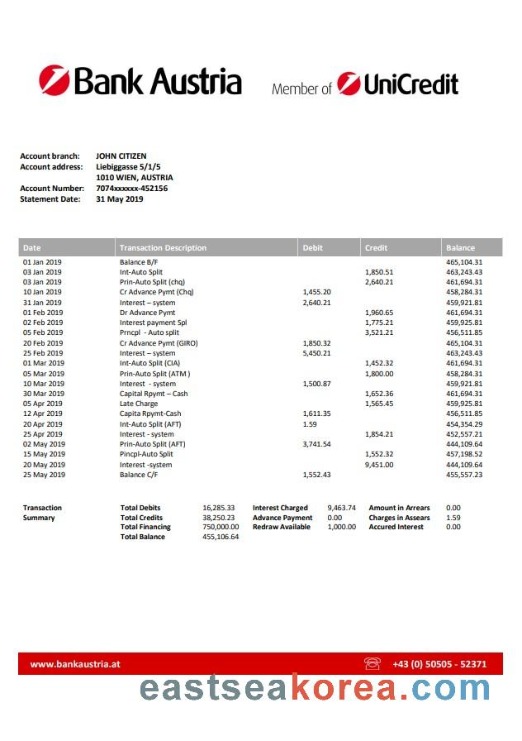 Bank Austria Member of UniCredit
Account branch: JOHN CITIZEN
Account address: Liebiggasse 5/1/5
1010 WIEN, AUSTRIA
Account Number: 7074xxxxxx-452156
Statement Date: 31 May 2019
Date Transaction Description Debit Credit Balance
01 Jan 2019 Balance B/F 465,104.31
03 Jan 2019 Int-Auto Split 1,850.51 463,243.43
03 Jan 2019 Prin-Auto Split (chq) 2,640.21 461,694.31
10 Jan 2019 Cr Advance Pymt (Chq) 1,455.20 458,284.31
31 Jan 2019 Interest – system 2,640.21 459,921.81
01 Feb 2019 Dr Advance Pymt 1,960.65 461,694.31
02 Feb 2019 Interest payment Spl 1,775.21 459,925.81
05 Feb 2019 Prncpl - Auto split 3,521.21 456,511.85
20 Feb 2019 Cr Advance Pymt (GIRO) 1,850.32 465,104.31
25 Feb 2019 Interest – system 5,450.21 463,243.43
01 Mar 2019 Int-Auto Split (CIA) 1,452.32 461,694.31
05 Mar 2019 Prin-Auto Split (ATM ) 1,800.00 458,284.31
10 Mar 2019 Interest - system 1,500.87 459,921.81
30 Mar 2019 Capital Rpymt – Cash 1,652.36 461,694.31
05 Apr 2019 Late Charge 1,565.45 459,925.81
12 Apr 2019 Capita Rpymt-Cash 1,611.35 456,511.85
20 Apr 2019 Int-Auto Split (AFT) 1.59 454,354.29
25 Apr 2019 Interest - system 1,854.21 452,557.21
02 May 2019 Prin-Auto Split (AFT) 3,741.54 444,109.64
15 May 2019 Pincpl-Auto Split 1,552.32 457,198.52
20 May 2019 Interest -system 9,451.00 444,109.64
25 May 2019 Balance C/F 1,552.43 455,557.23
Transaction Total Debits 16,285.33 Interest Charged 9,463.74 Amount in Arrears 0.00
Summary Total Credits 38,250.23 Advance Payment 0.00 Charges in Assears 1.59
Total Financing 750,000.00 Redraw Available 1,000.00 Accured Interest 0.00
Total Balance 455,106.64
www.bankaustria.at +43 (0) 50505 - 52371
eastseakorea.com